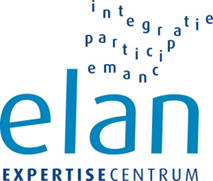 integratie
particip
emanc
elan
EXPERTISECENTRUM